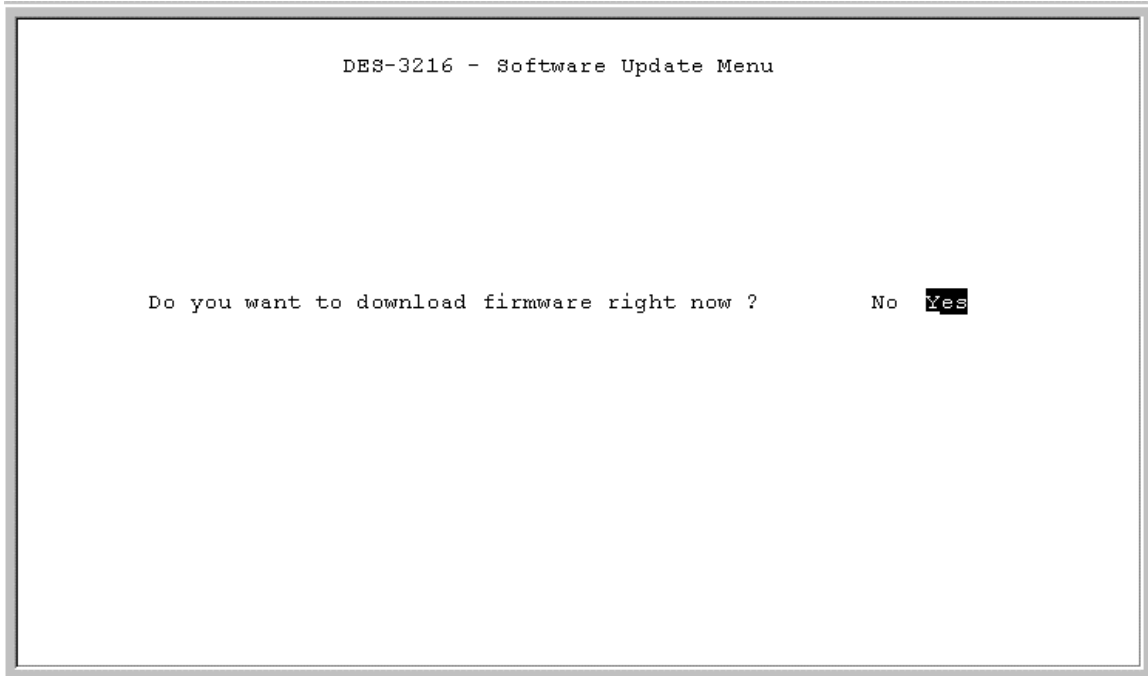 DES-3216 - Software Update Menu
Do you want to download firmware right now ? No Yes